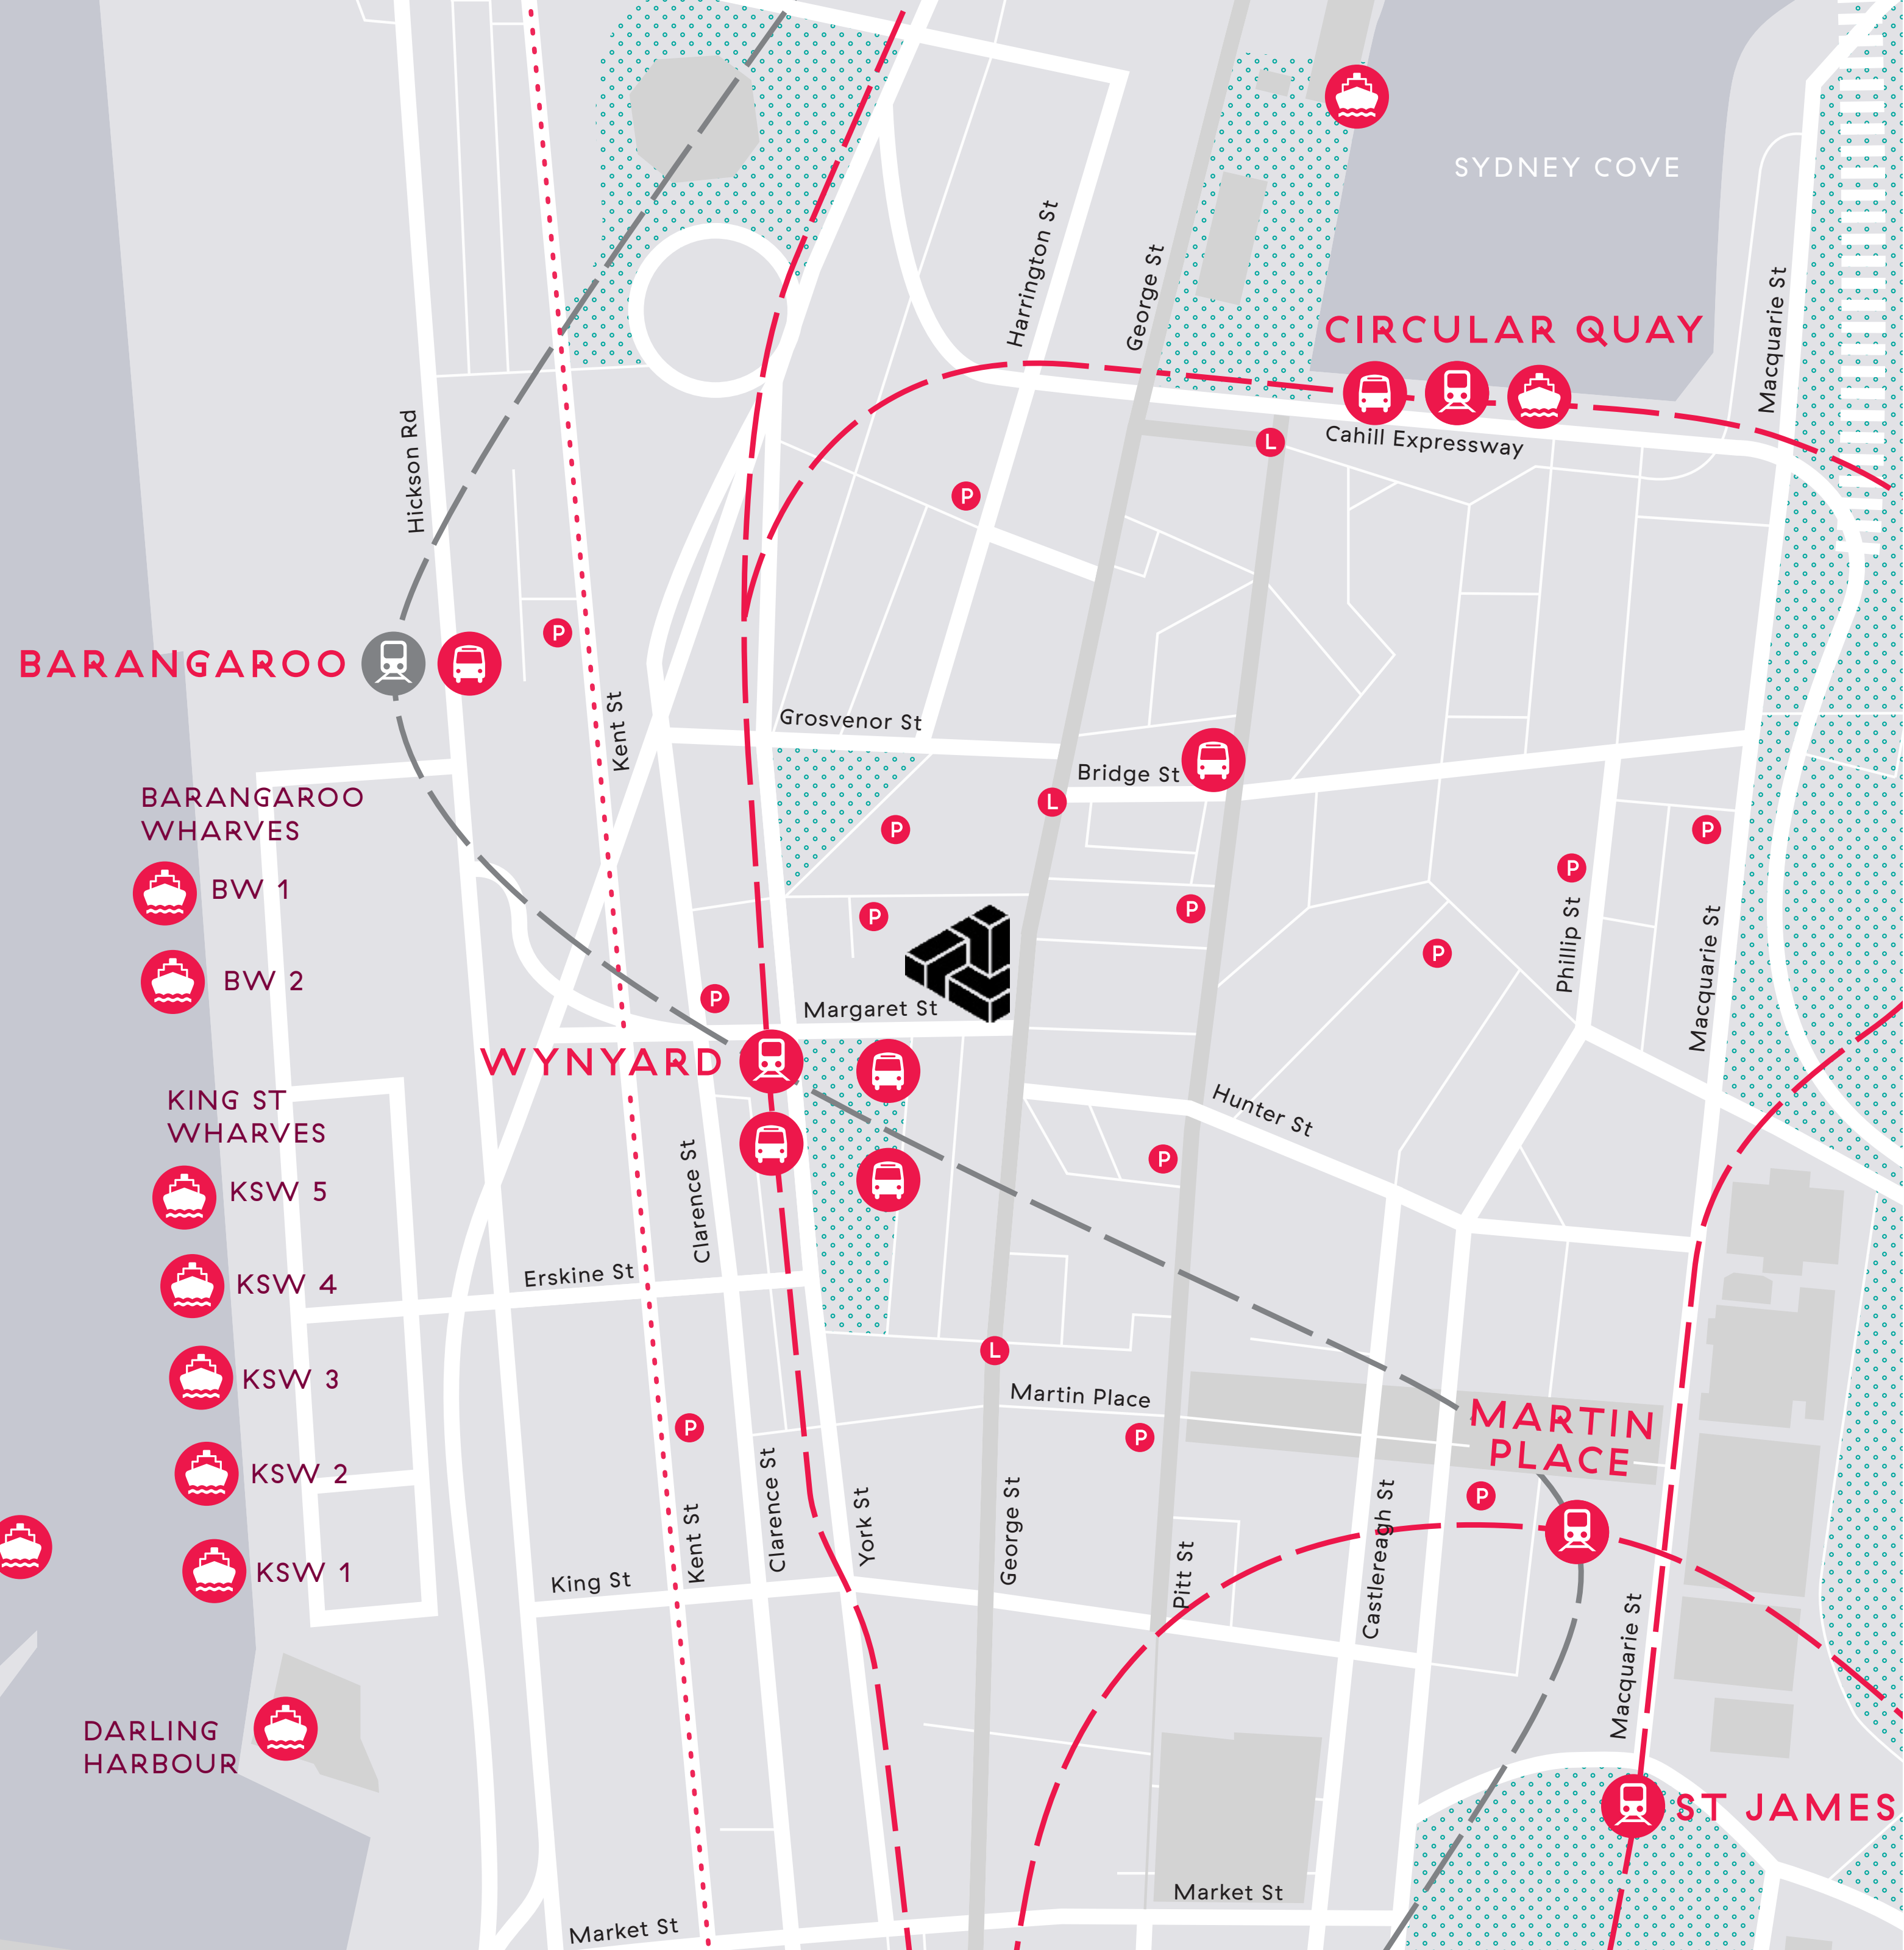 SYDNEY COVE
Harrington St
George St
Macquarie St
CIRCULAR QUAY
Cahill Expressway
L
Hickson Rd
P
P
BARANGAROO
Kent St
Grosvenor St
Bridge St
L
BARANGAROO
WHARVES
P
P
P
BW 1
P
P
Phillip St
Macquarie St
P
BW 2
P
Margaret St
WYNYARD
KING ST
WHARVES
Hunter St
P
Clarence St
KSW 5
KSW 4
Erskine St
L
KSW 3
Martin Place
P
P
MARTIN
PLACE
KSW 2
P
Clarence St
Kent St
York St
George St
Pitt St
Castlereagh St
KSW 1
King St
Macquarie St
DARLING
HARBOUR
ST JAMES
Market St
Market St